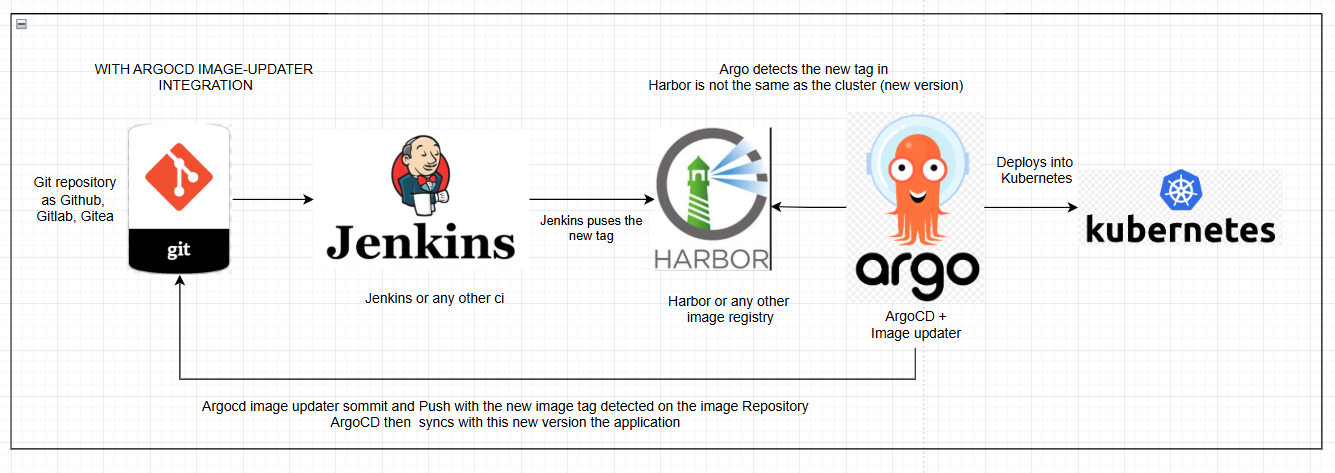 WITH ARGOCD IMAGE-UPDATER
INTEGRATION
Argo detects the new tag in
Harbor is not the same as the cluster (new version)
Git repository
as Github,
Gitlab, Gitea
git
Jenkins
Jenkins or any other ci
Jenkins puses the
new tag
HARBOR
Harbor or any other
image registry
argo
ArgoCD +
Image updater
Deploys into
Kubernetes
kubernetes
Argocd image updater sommit and Push with the new image tag detected on the image Repository
ArgoCD then syncs with this new version the application